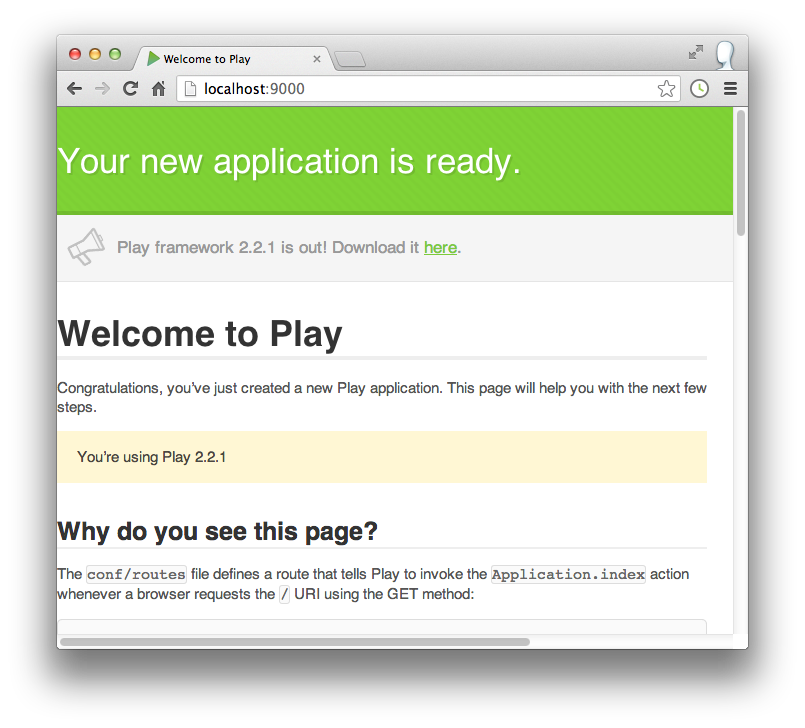 Welcome to Play
localhost:9000
Your new application is ready.
Play framework 2.2.1 is out! Download it here.
Welcome to Play
Congratulations, you’ve just created a new Play application. This page will help you with the next few
steps.
You’re using Play 2.2.1
Why do you see this page?
The conf/routes file defines a route that tells Play to invoke the Application.index action
whenever a browser requests the / URI using the GET method: